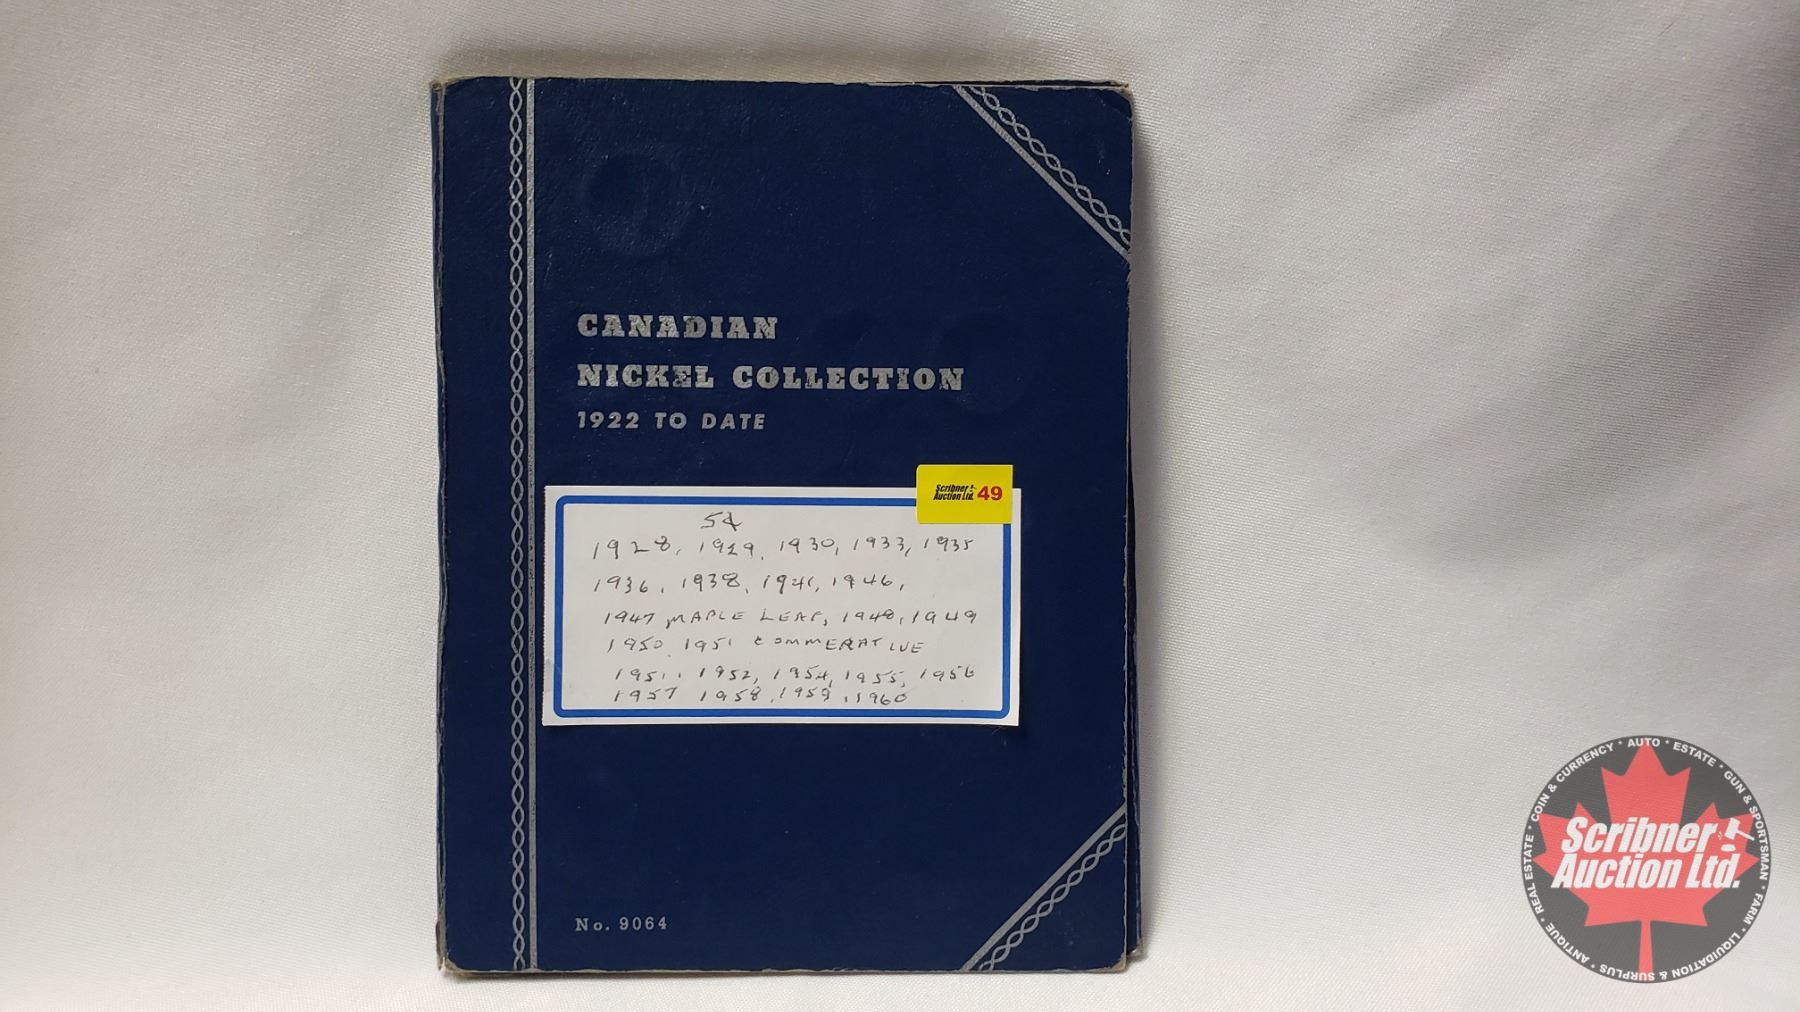 CANADIAN
NICKEL COLLECTION
1922 TO DATE
Scribner
Auction Ltd. 49
5¢
1928, 1929, 1930, 1933, 1935
1936, 1938, 1941, 1946,
1947 MAPLE LEAF, 1948, 1949
1950, 1951 COMMERATIVE
1951, 1952, 1954, 1955, 1956
1957 1958, 1959, 1960
No. 9064
COIN & CURRENCY * AUTO * ESTATE * GUN & SPORTSMAN * FARM * LIQUIDATION & SURPLUS * ANTIQUE * REAL ESTATE *
Scribner
Auction Ltd.